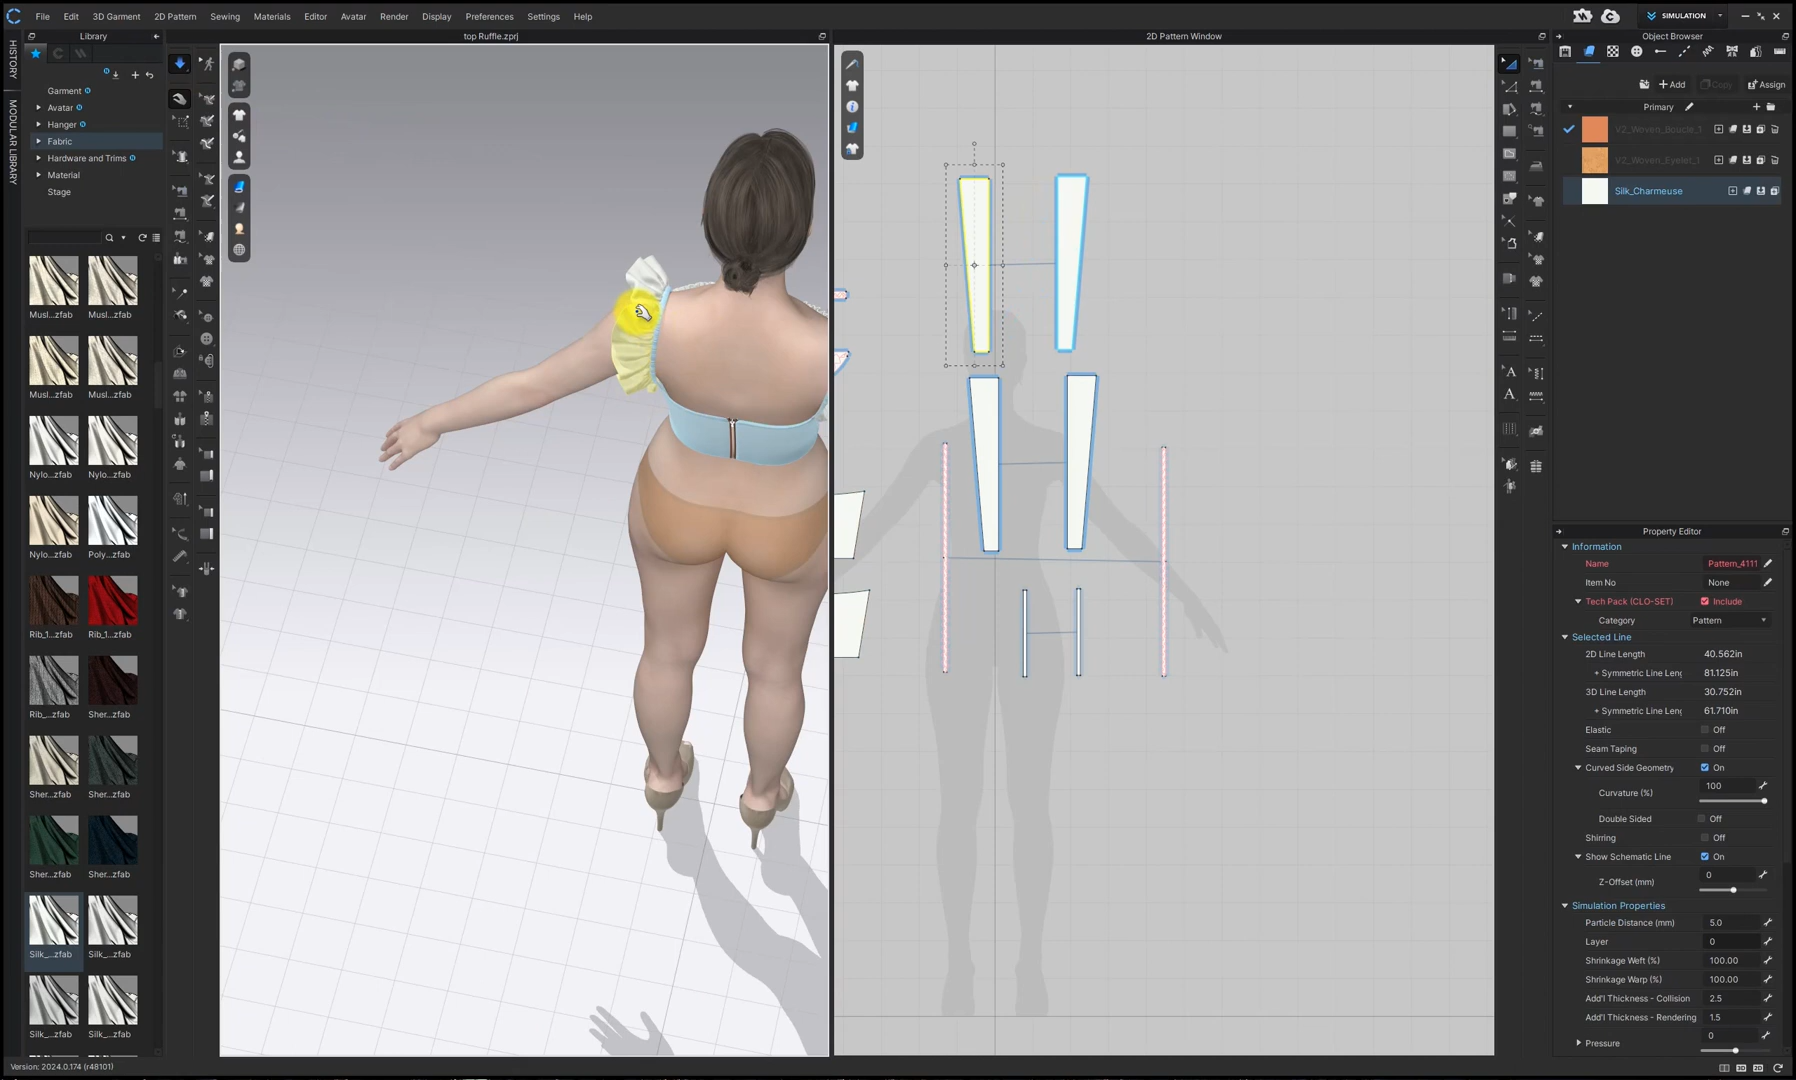 File Edit 3D Garment 2D Pattern Sewing Materials Editor Avatar Render Display Preferences Settings Help
SIMULATION
Library
top Ruffle.zprj
2D Pattern Window
Object Browser
HISTORY
MODULAR LIBRARY
Garment
Avatar
Hanger
Fabric
Hardware and Trims
Material
Stage
Add
Copy
Assign
Primary
V2_Woven_Boucle_1
V2_Woven_Eyelet_1
Silk_Charmeuse
Musl...zfab Musl...zfab
Musl...zfab Musl...zfab
Nylo...zfab Nylo...zfab
Nylo...zfab Poly...zfab
Rib_1...zfab Rib_1...zfab
Rib_...zfab Sher...zfab
Sher...zfab Sher...zfab
Sher...zfab Sher...zfab
Silk_...zfab Silk_...zfab
Silk_...zfab Silk_...zfab
Property Editor
Information
Name Pattern_4111
Item No None
Tech Pack (CLO-SET) Include
Category Pattern
Selected Line
2D Line Length 40.562in
+ Symmetric Line Leng 81.125in
3D Line Length 30.752in
+ Symmetric Line Leng 61.710in
Elastic Off
Seam Taping Off
Curved Side Geometry On
Curvature (%) 100
Double Sided Off
Shirring Off
Show Schematic Line On
Z-Offset (mm) 0
Simulation Properties
Particle Distance (mm) 5.0
Layer 0
Shrinkage Weft (%) 100.00
Shrinkage Warp (%) 100.00
Add'l Thickness - Collision 2.5
Add'l Thickness - Rendering 1.5
Pressure 0
Version: 2024.0.174 (r48101)
3D 2D